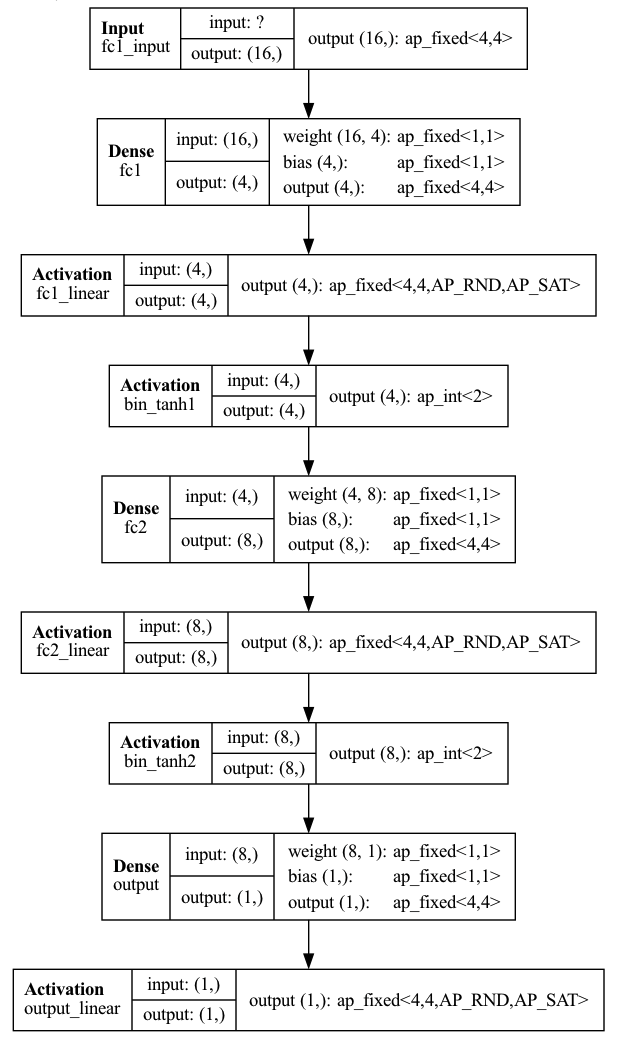 Input
fc1_input
input: ?
output: (16,)
output (16,): ap_fixed<4,4>
Dense
fc1
input: (16,)
output: (4,)
weight (16, 4): ap_fixed<1,1>
bias (4,): ap_fixed<1,1>
output (4,): ap_fixed<4,4>
Activation
fc1_linear
input: (4,)
output: (4,)
output (4,): ap_fixed<4,4,AP_RND,AP_SAT>
Activation
bin_tanh1
input: (4,)
output: (4,)
output (4,): ap_int<2>
Dense
fc2
input: (4,)
output: (8,)
weight (4, 8): ap_fixed<1,1>
bias (8,): ap_fixed<1,1>
output (8,): ap_fixed<4,4>
Activation
fc2_linear
input: (8,)
output: (8,)
output (8,): ap_fixed<4,4,AP_RND,AP_SAT>
Activation
bin_tanh2
input: (8,)
output: (8,)
output (8,): ap_int<2>
Dense
output
input: (8,)
output: (1,)
weight (8, 1): ap_fixed<1,1>
bias (1,): ap_fixed<1,1>
output (1,): ap_fixed<4,4>
Activation
output_linear
input: (1,)
output: (1,)
output (1,): ap_fixed<4,4,AP_RND,AP_SAT>